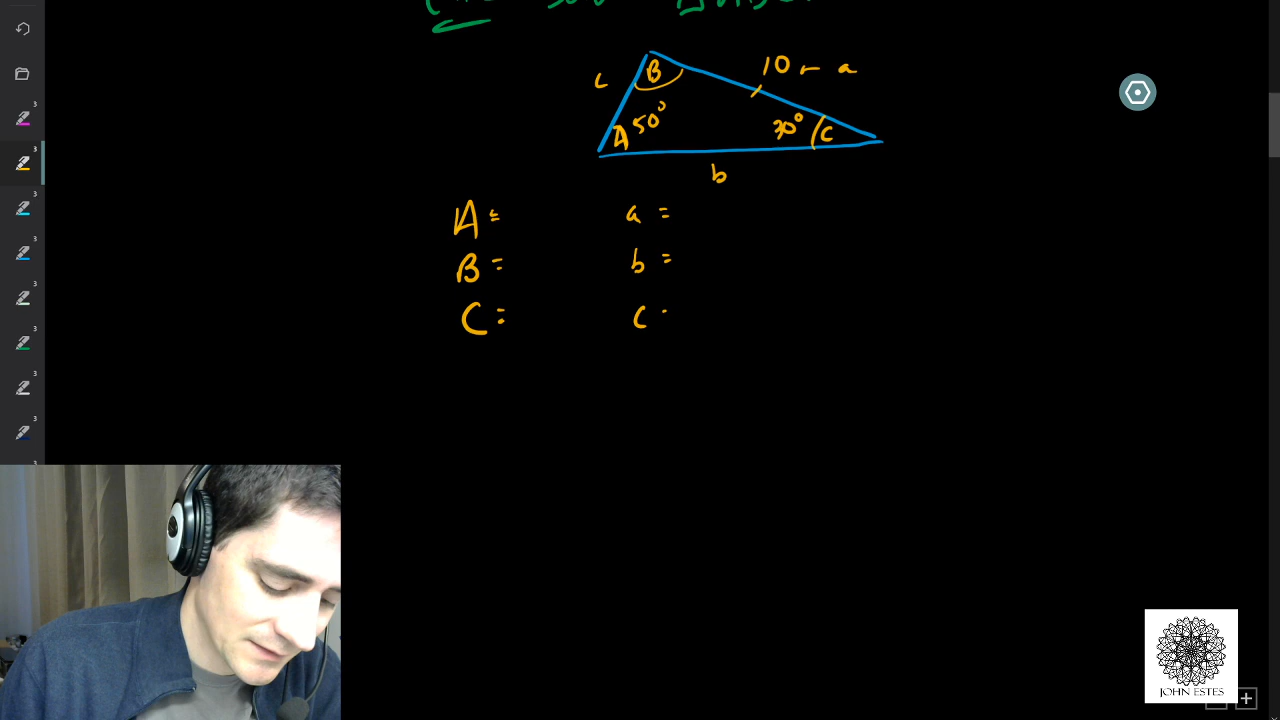 c B 10 - a
A 50° 30° C
b
A = a =
B = b =
C = c =
JOHN ESTES